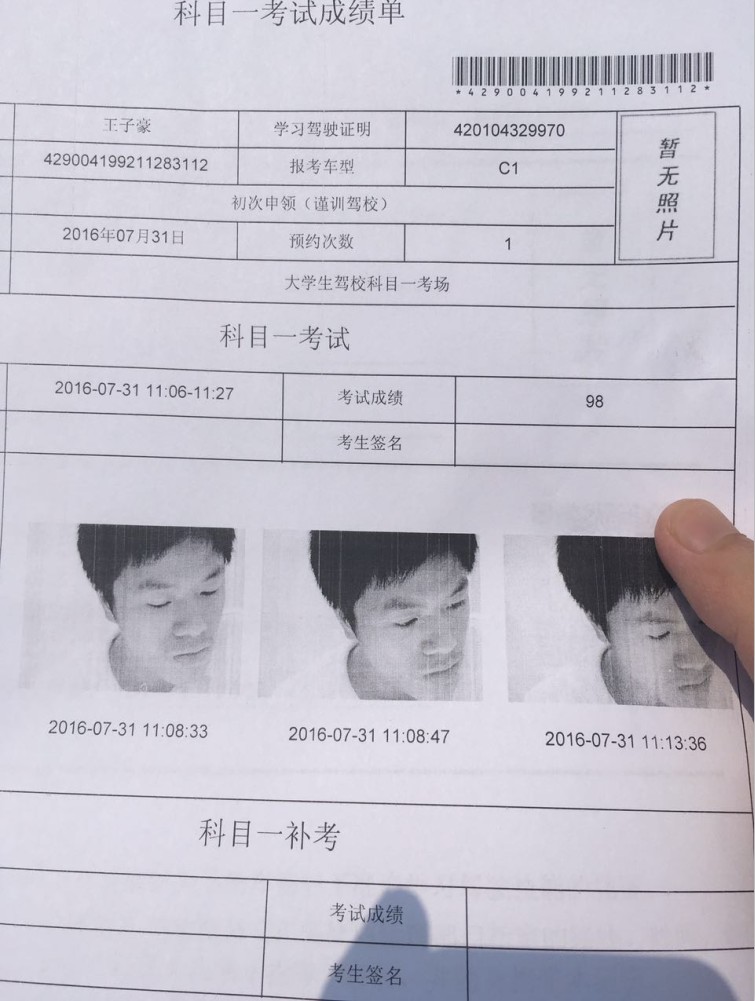 科目一考试成绩单
*429004199211283112*
王子豪 学习驾驶证明 420104329970
暂无照片
429004199211283112 报考车型 C1
初次申领（谨训驾校）
2016年07月31日 预约次数 1
大学生驾校科目一考场
科目一考试
2016-07-31 11:06-11:27 考试成绩 98
考生签名
2016-07-31 11:08:33 2016-07-31 11:08:47 2016-07-31 11:13:36
科目一补考
考试成绩
考生签名